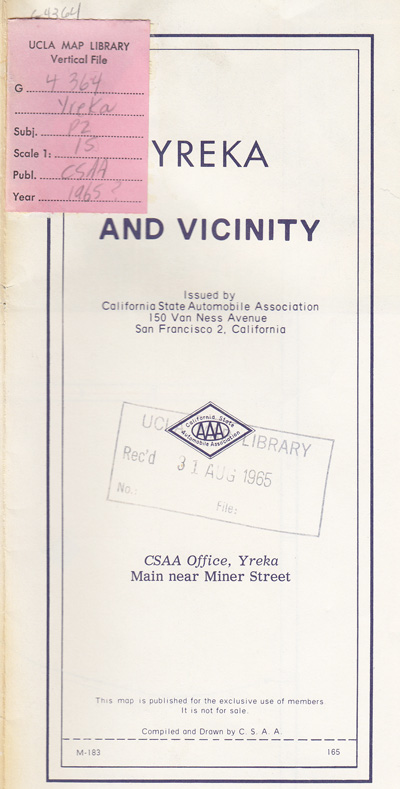 G4364
UCLA MAP LIBRARY
Vertical File
G 4364
Yreka
Subj. P2
Scale 1: 15
Publ. CSAA
Year 1965?
YREKA
AND VICINITY
Issued by
California State Automobile Association
150 Van Ness Avenue
San Francisco 2, California
California State
AAA
Automobile Association
UCL LIBRARY
Rec'd 31 AUG 1965
No.: File:
CSAA Office, Yreka
Main near Miner Street
This map is published for the exclusive use of members
It is not for sale.
Compiled and Drawn by C. S. A. A.
M-183 165